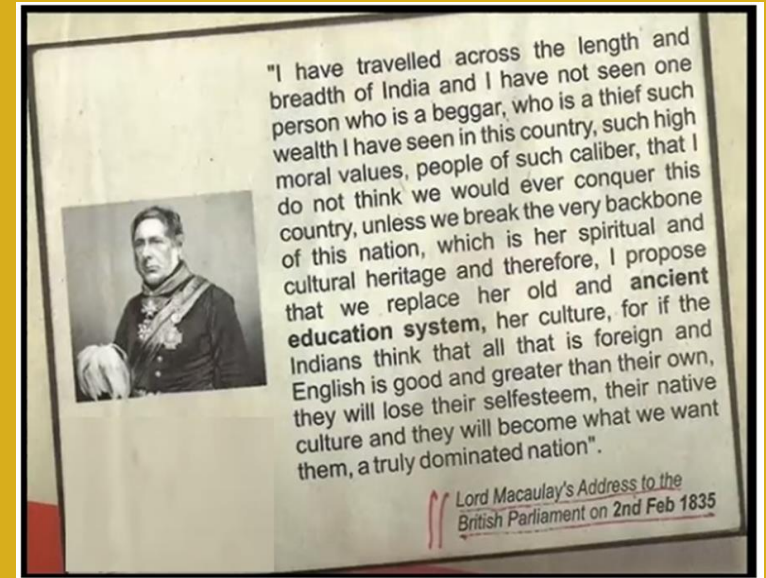 "I have travelled across the length and
breadth of India and I have not seen one
person who is a beggar, who is a thief such
wealth I have seen in this country, such high
moral values, people of such caliber, that I
do not think we would ever conquer this
country, unless we break the very backbone
of this nation, which is her spiritual and
cultural heritage and therefore, I propose
that we replace her old and ancient
education system, her culture, for if the
Indians think that all that is foreign and
English is good and greater than their own,
they will lose their selfesteem, their native
culture and they will become what we want
them, a truly dominated nation".
Lord Macaulay's Address to the
British Parliament on 2nd Feb 1835